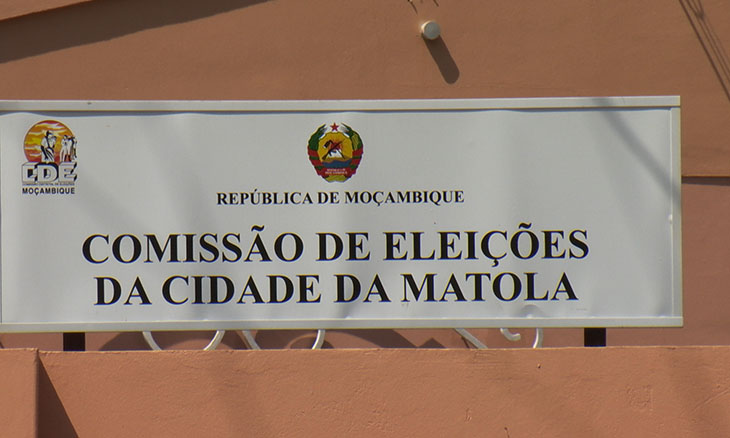 CDE
MOÇAMBIQUE
REPÚBLICA DE MOÇAMBIQUE
COMISSÃO DE ELEIÇÕES
DA CIDADE DA MATOLA